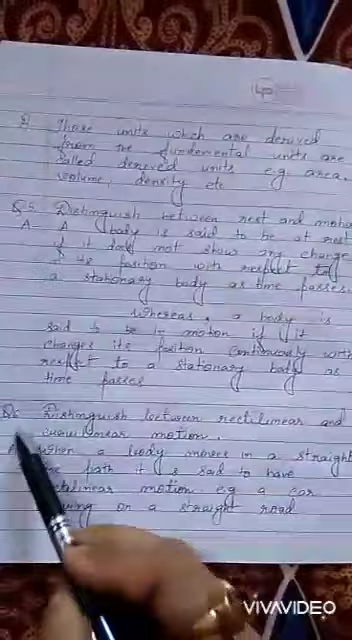 Those units which are derived
from the fundemental units are
called derived units e.g area,
volume, density etc
Q5. Distinguish between rest and motion
A A body is said to be at rest
if it does not show any change
its position with respect to
a stationary body as time passes.
Whereas, a body is
said to be in motion if it
changes its position continuously with
respect to a stationary body as
time passes
Q6 Distinguish between rectilinear and
motion.
When a body moves in a straight
path it is said to have
motion e.g a car
on a straight road
VIVAVIDEO